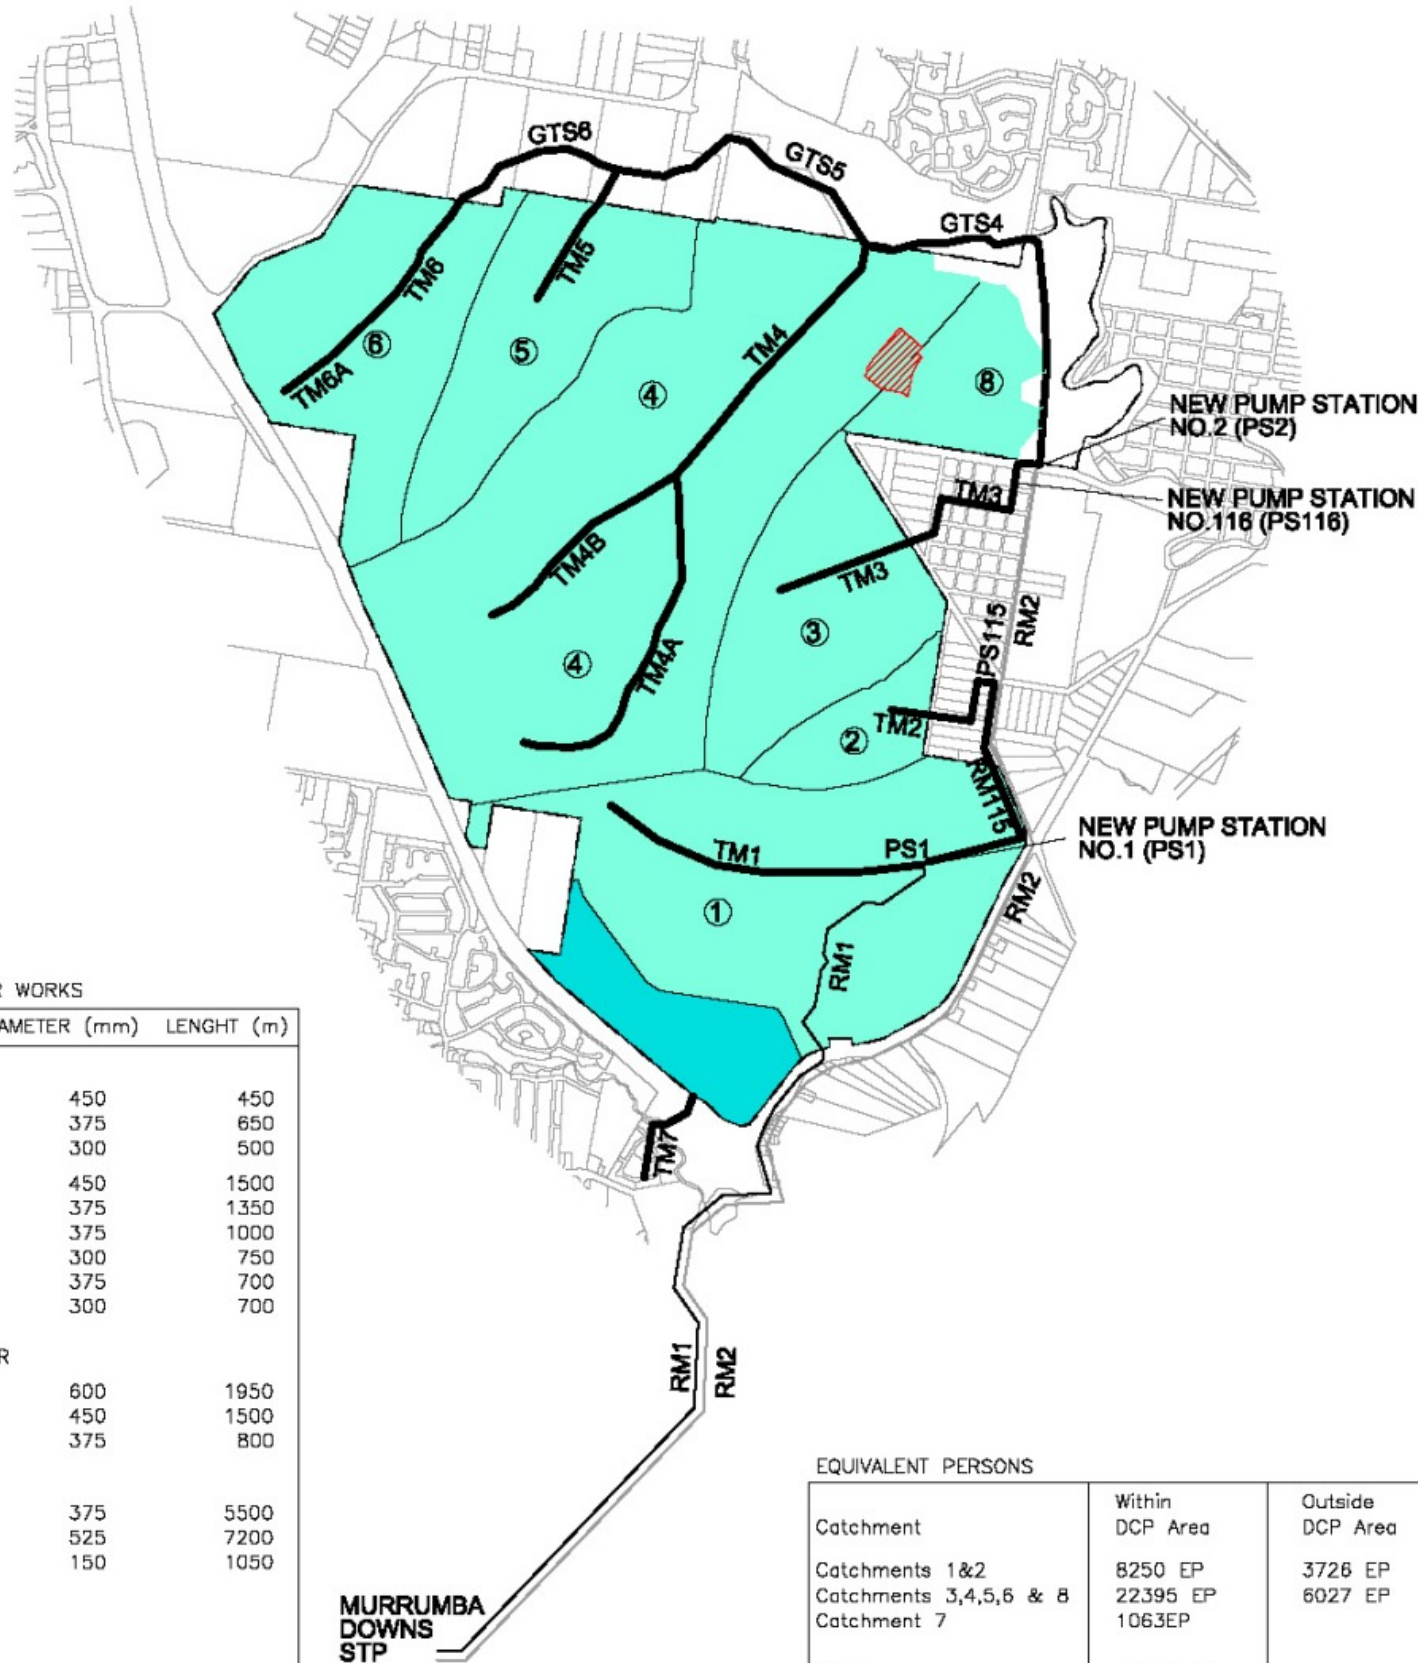 GTS6
GTS5
GTS4
TM6
TM5
TM4
TM6A
⑥
⑤
④
⑧
NEW PUMP STATION
NO.2 (PS2)
TM3
NEW PUMP STATION
NO.116 (PS116)
TM4B
TM3
③
PS115
RM2
④
TM4A
TM2
②
RM115
NEW PUMP STATION
NO.1 (PS1)
TM1
PS1
RM2
①
RM1
TM7
RM1
RM2
MURRUMBA
DOWNS
STP
R WORKS
AMETER (mm) LENGHT (m)
450 450
375 650
300 500
450 1500
375 1350
375 1000
300 750
375 700
300 700
R
600 1950
450 1500
375 800
375 5500
525 7200
150 1050
EQUIVALENT PERSONS
Catchment Within DCP Area Outside DCP Area
Catchments 1&2 8250 EP 3726 EP
Catchments 3,4,5,6 & 8 22395 EP 6027 EP
Catchment 7 1063EP